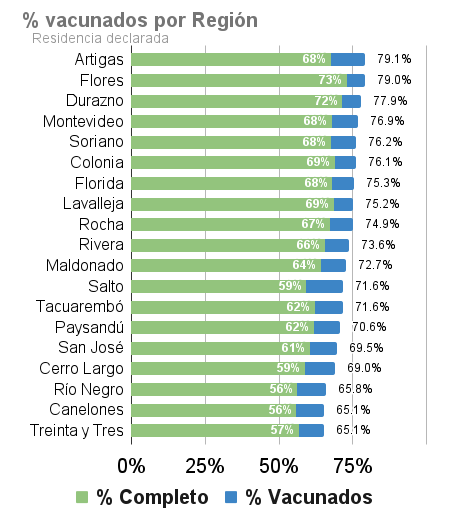 % vacunados por Región
Residencia declarada
Artigas 68% 79.1%
Flores 73% 79.0%
Durazno 72% 77.9%
Montevideo 68% 76.9%
Soriano 68% 76.2%
Colonia 69% 76.1%
Florida 68% 75.3%
Lavalleja 69% 75.2%
Rocha 67% 74.9%
Rivera 66% 73.6%
Maldonado 64% 72.7%
Salto 59% 71.6%
Tacuarembó 62% 71.6%
Paysandú 62% 70.6%
San José 61% 69.5%
Cerro Largo 59% 69.0%
Río Negro 56% 65.8%
Canelones 56% 65.1%
Treinta y Tres 57% 65.1%
0% 25% 50% 75%
% Completo % Vacunados